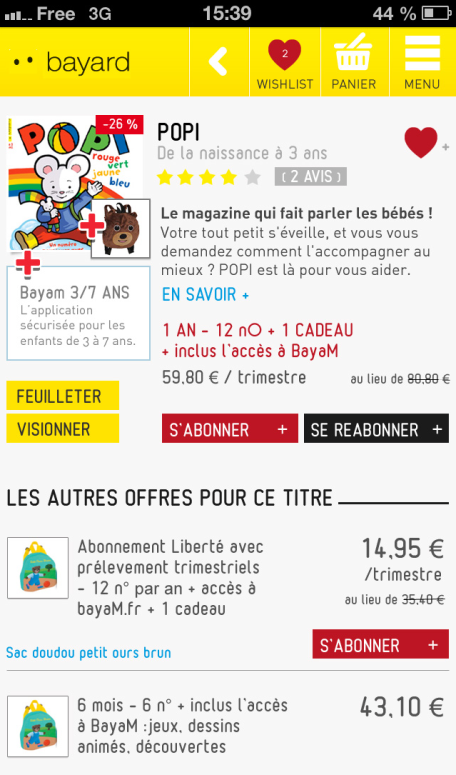 Free 3G 15:39 44 %
bayard
2
WISHLIST PANIER MENU
-26 %
POPI
rouge
vert
jaune
bleu
POPI
De la naissance à 3 ans
( 2 AVIS )
+
Le magazine qui fait parler les bébés !
Votre tout petit s'éveille, et vous vous
demandez comment l'accompagner au
mieux ? POPI est là pour vous aider.
EN SAVOIR +
Bayam 3/7 ANS
L'application
sécurisée pour les
enfants de 3 à 7 ans.
1 AN - 12 nO + 1 CADEAU
+ inclus l'accès à BayaM
59,80 € / trimestre au lieu de 80,80 €
FEUILLETER
VISIONNER
S'ABONNER +
SE REABONNER +
LES AUTRES OFFRES POUR CE TITRE
Abonnement Liberté avec
prélevement trimestriels
- 12 n° par an + accès à
bayaM.fr + 1 cadeau
14,95 €
/trimestre
au lieu de 35,40 €
S'ABONNER +
Sac doudou petit ours brun
6 mois - 6 n° + inclus l'accès
à BayaM :jeux, dessins
animés, découvertes
43,10 €